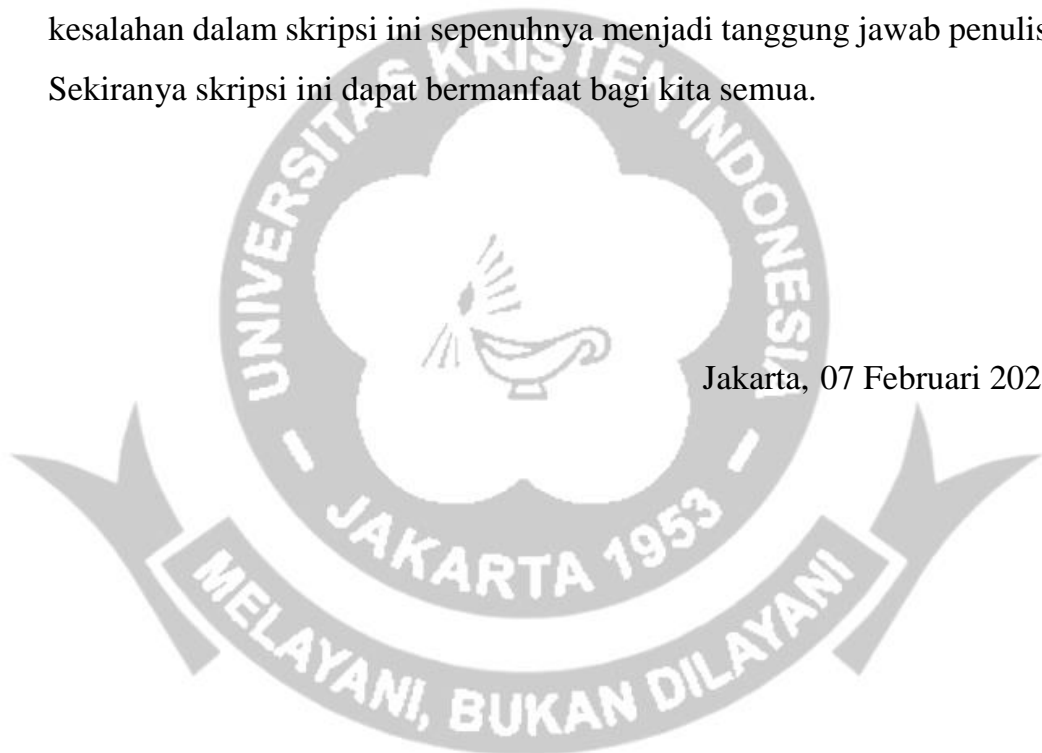 kesalahan dalam skripsi ini sepenuhnya menjadi tanggung jawab penulis
Sekiranya skripsi ini dapat bermanfaat bagi kita semua.
UNIVERSITAS KRISTEN INDONESIA
Jakarta, 07 Februari 202
- JAKARTA 1953 -
MELAYANI, BUKAN DILAYANI